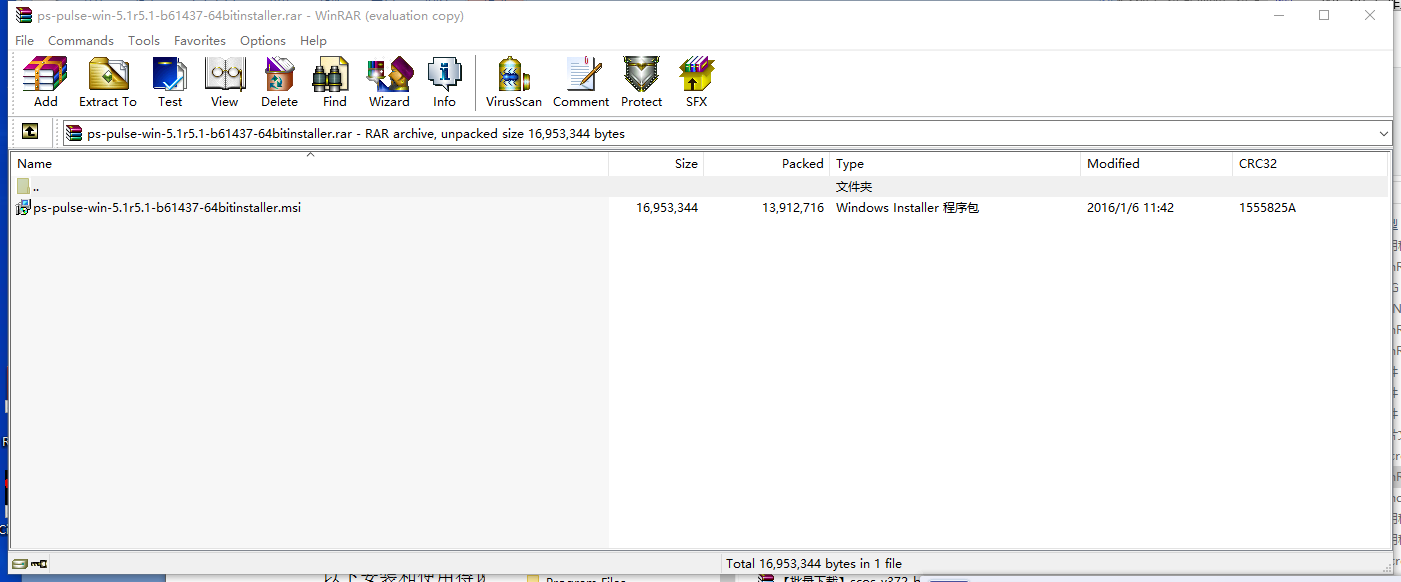 ps-pulse-win-5.1r5.1-b61437-64bitinstaller.rar - WinRAR (evaluation copy)
File Commands Tools Favorites Options Help
Add Extract To Test View Delete Find Wizard Info VirusScan Comment Protect SFX
ps-pulse-win-5.1r5.1-b61437-64bitinstaller.rar - RAR archive, unpacked size 16,953,344 bytes
Name Size Packed Type Modified CRC32
.. 文件夹
ps-pulse-win-5.1r5.1-b61437-64bitinstaller.msi 16,953,344 13,912,716 Windows Installer 程序包 2016/1/6 11:42 1555825A
Total 16,953,344 bytes in 1 file